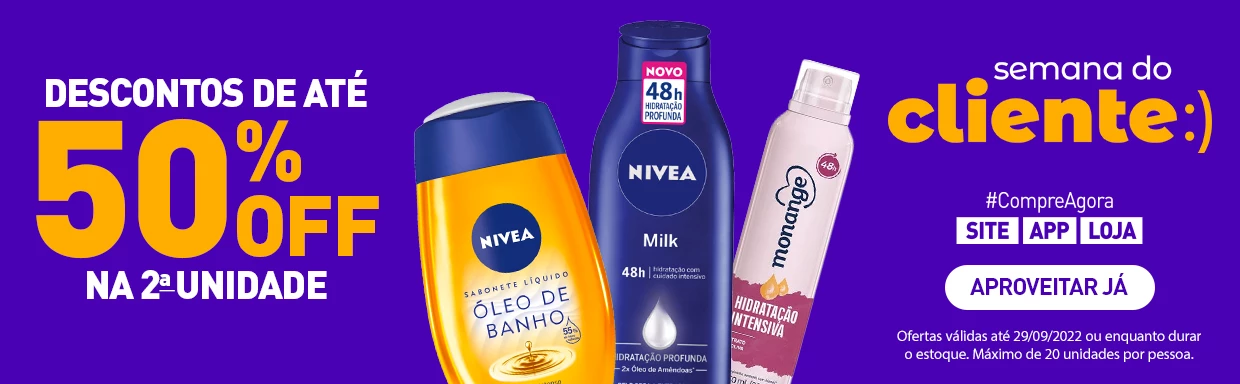 DESCONTOS DE ATÉ
50% OFF
NA 2ª UNIDADE
NIVEA
SABONETE LÍQUIDO
ÓLEO DE
BANHO
55%
NOVO
48h
HIDRATAÇÃO
PROFUNDA
NIVEA
Milk
48h | hidratação com
cuidado intensivo
HIDRATAÇÃO PROFUNDA
2x Óleo de Amêndoas*
48h
monange
HIDRATAÇÃO
INTENSIVA
semana do
cliente:)
#CompreAgora
SITE APP LOJA
APROVEITAR JÁ
Ofertas válidas até 29/09/2022 ou enquanto durar
o estoque. Máximo de 20 unidades por pessoa.